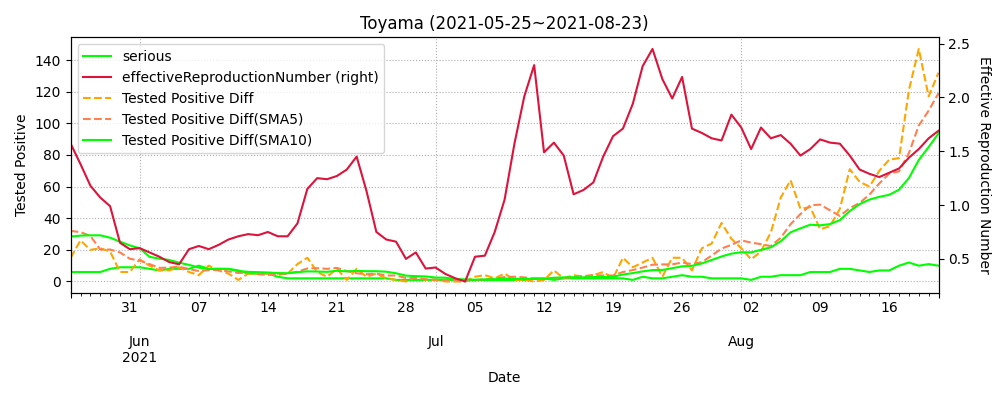 Toyama (2021-05-25~2021-08-23)
serious
effectiveReproductionNumber (right)
Tested Positive Diff
Tested Positive Diff(SMA5)
Tested Positive Diff(SMA10)
Tested Positive
140
120
100
80
60
40
20
0
2.5
2.0
1.5
1.0
0.5
Effective Reproduction Number
31 07 14 21 28 05 12 19 26 02 09 16
Jun Jul Aug
2021
Date